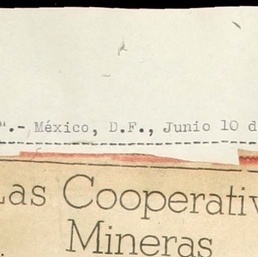 ".- México, D.F., Junio 10 d
Las Cooperativ
Mineras